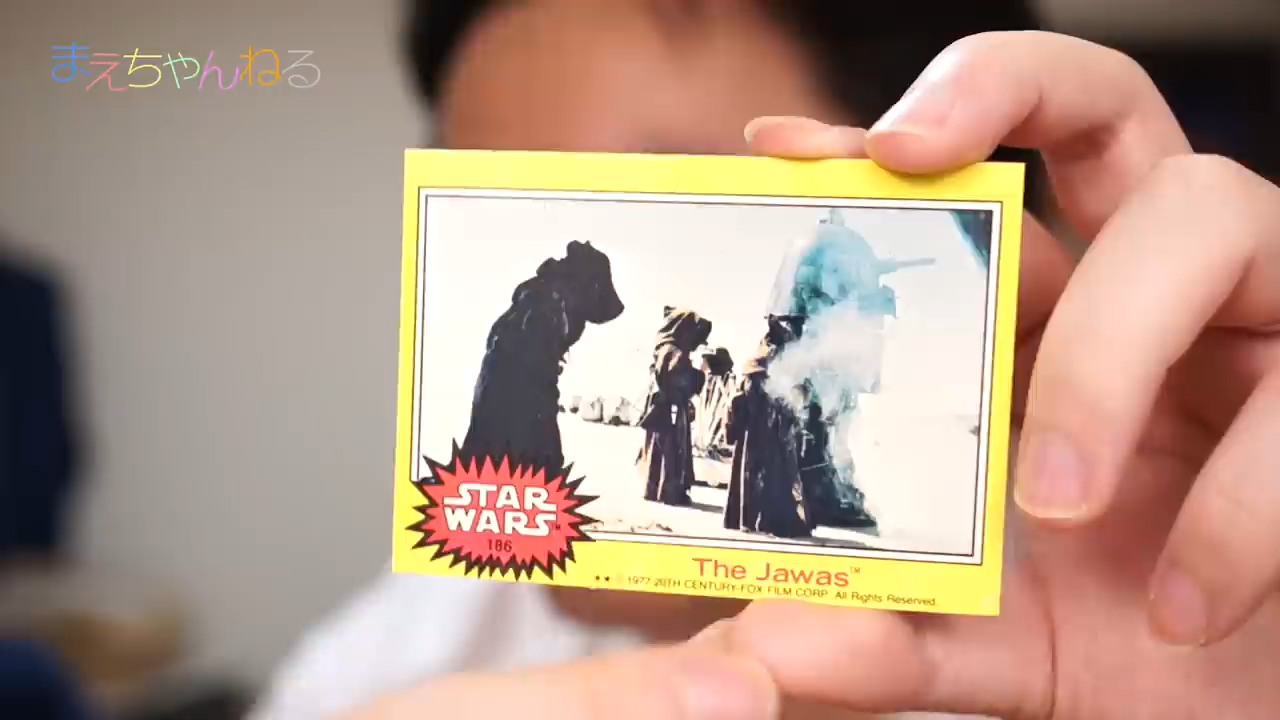 まえちゃんねる
STAR
WARS™
186
The Jawas™
★★ © 1977 20TH CENTURY-FOX FILM CORP. All Rights Reserved.